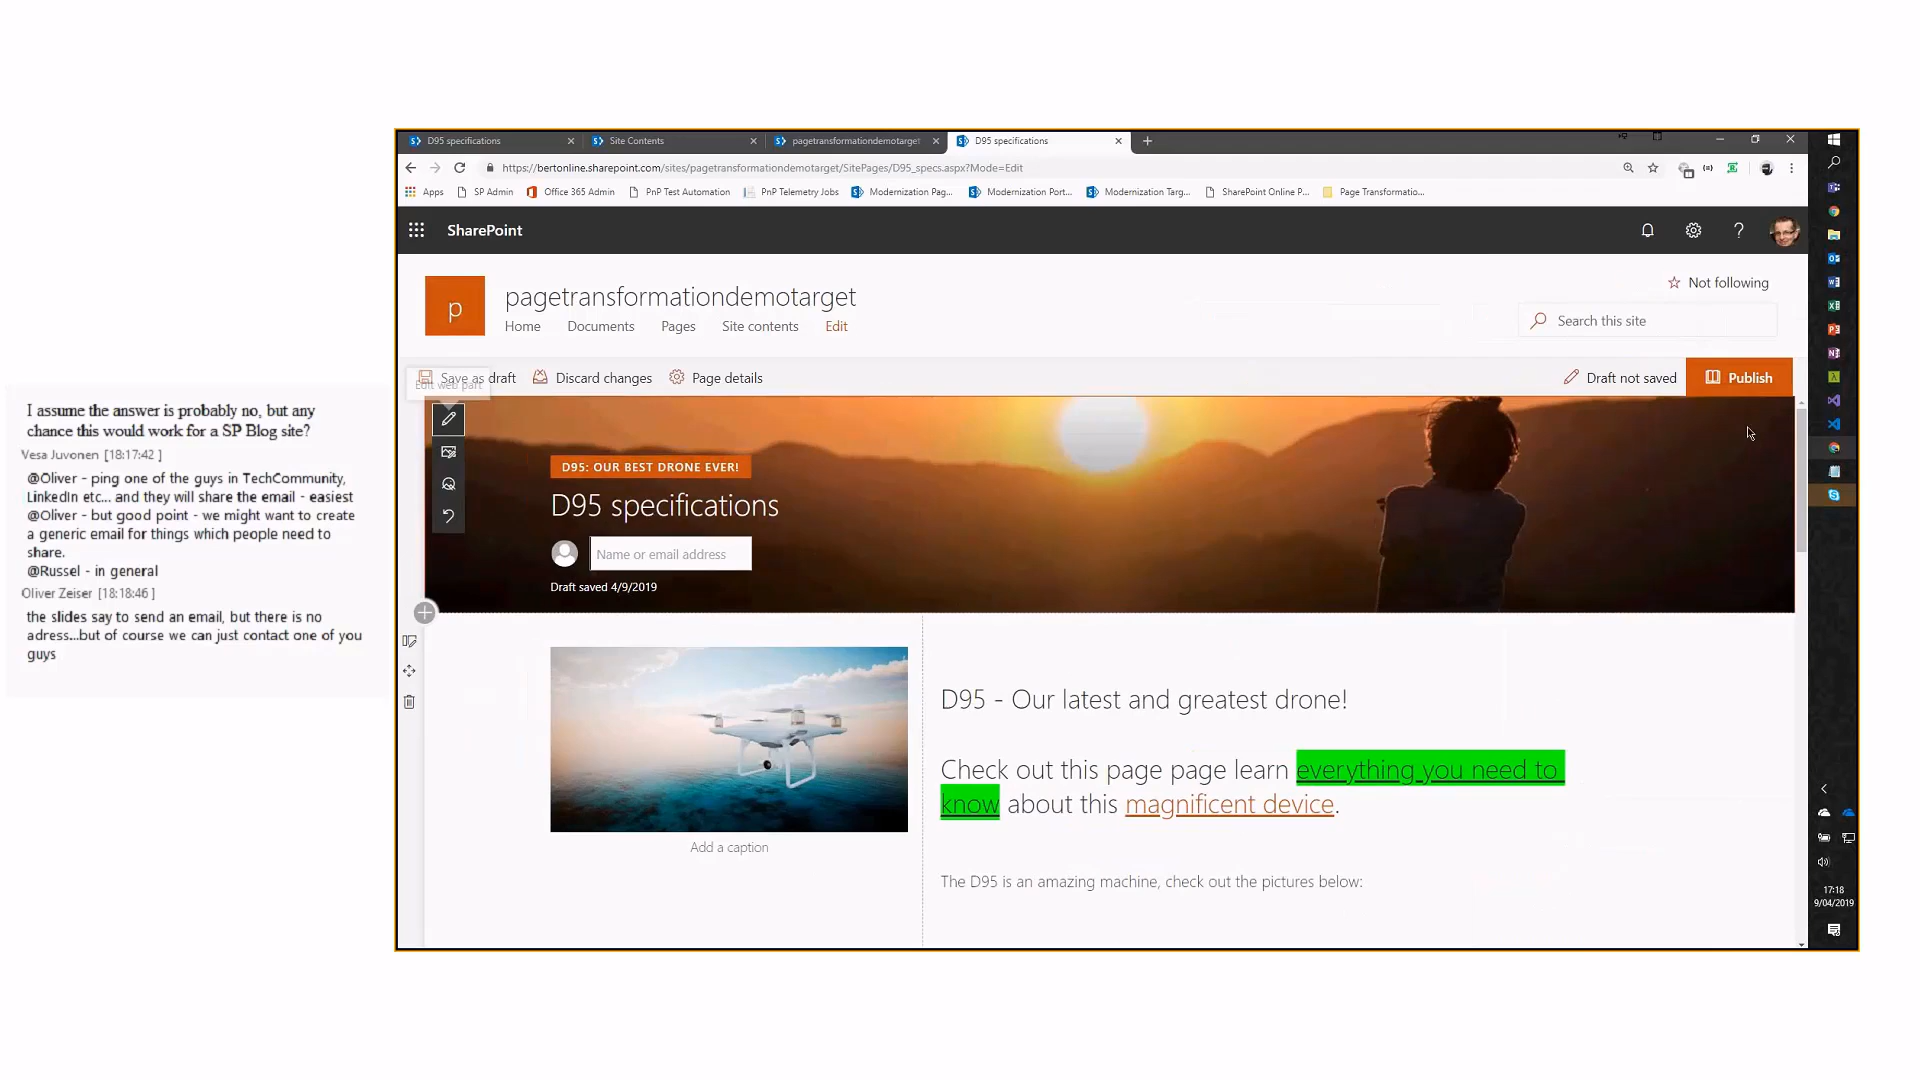 I assume the answer is probably no, but any
chance this would work for a SP Blog site?
Vesa Juvonen [18:17:42 ]
@Oliver - ping one of the guys in TechCommunity,
LinkedIn etc... and they will share the email - easiest
@Oliver - but good point - we might want to create
a generic email for things which people need to
share.
@Russel - in general
Oliver Zeiser [18:18:46 ]
the slides say to send an email, but there is no
adress...but of course we can just contact one of you
guys
D95 specifications
Site Contents
pagetransformationdemotarget
D95 specifications
https://bertonline.sharepoint.com/sites/pagetransformationdemotarget/SitePages/D95_specs.aspx?Mode=Edit
Apps SP Admin Office 365 Admin PnP Test Automation PnP Telemetry Jobs Modernization Pag... Modernization Port... Modernization Targ... SharePoint Online P... Page Transformatio...
SharePoint
p
pagetransformationdemotarget
Not following
Home Documents Pages Site contents Edit
Search this site
Save as draft Discard changes Page details
Draft not saved Publish
Edit web part
D95: OUR BEST DRONE EVER!
D95 specifications
Name or email address
Draft saved 4/9/2019
Add a caption
D95 - Our latest and greatest drone!
Check out this page page learn everything you need to
know about this magnificent device.
The D95 is an amazing machine, check out the pictures below:
17:18
9/04/2019